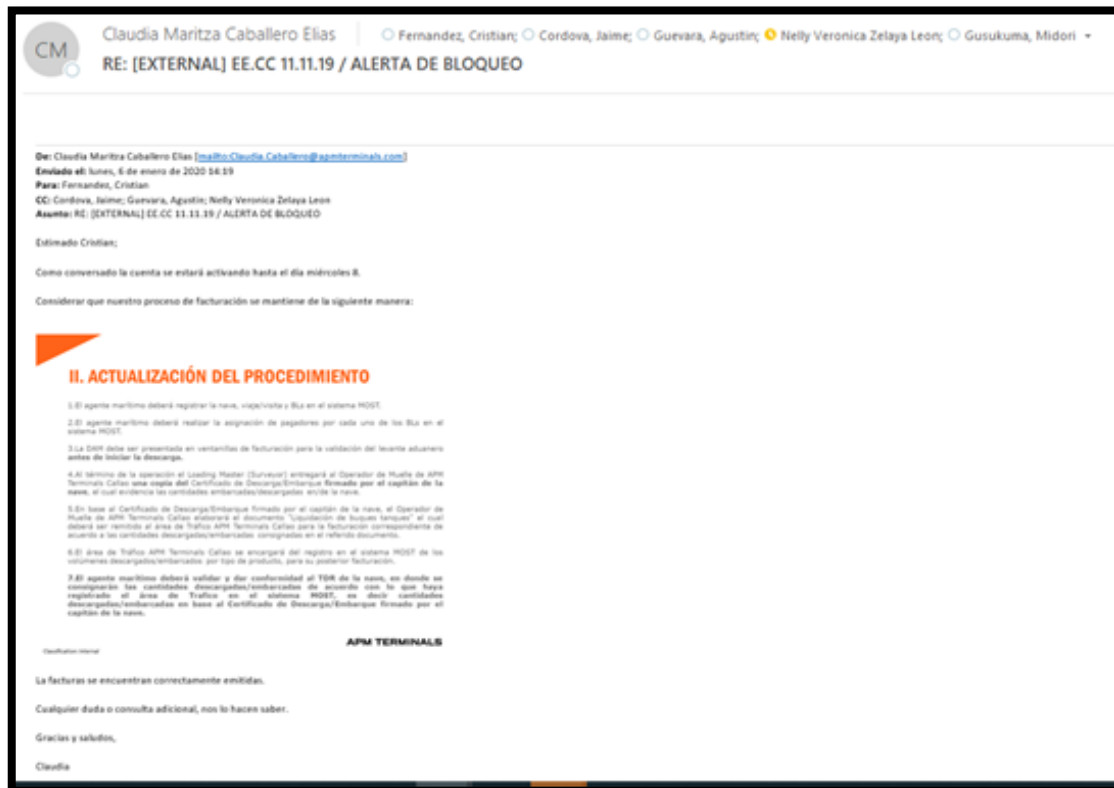 CM
Claudia Maritza Caballero Elias
Fernandez, Cristian; Cordova, Jaime; Guevara, Agustin; Nelly Veronica Zelaya Leon; Gusukuma, Midori
RE: [EXTERNAL] EE.CC 11.11.19 / ALERTA DE BLOQUEO
De: Claudia Maritza Caballero Elias [mailto:Claudia.Caballero@apmterminals.com]
Enviado el: lunes, 6 de enero de 2020 14:19
Para: Fernandez, Cristian
CC: Cordova, Jaime; Guevara, Agustin; Nelly Veronica Zelaya Leon
Asunto: RE: [EXTERNAL] EE.CC 11.11.19 / ALERTA DE BLOQUEO
Estimado Cristian;
Como conversado la cuenta se estará activando hasta el día miércoles 8.
Considerar que nuestro proceso de facturación se mantiene de la siguiente manera:
II. ACTUALIZACIÓN DEL PROCEDIMIENTO
1.El agente marítimo deberá registrar la nave, viaje/visita y BLs en el sistema MOST.
2.El agente marítimo deberá realizar la asignación de pagadores por cada uno de los BLs en el
sistema MOST.
3.La DAM debe ser presentada en ventanillas de facturación para la validación del levante aduanero
antes de iniciar la descarga.
4.Al término de la operación el Loading Master (Surveyor) entregará al Operador de Muelle de APM
Terminals Callao una copia del Certificado de Descarga/Embarque firmado por el capitán de la
nave, el cual evidencia las cantidades embarcadas/descargadas en/de la nave.
5.En base al Certificado de Descarga/Embarque firmado por el capitán de la nave, el Operador de
Muelle de APM Terminals Callao elaborará el documento "Liquidación de buques tanques" el cual
deberá ser remitido al área de Tráfico APM Terminals Callao para la facturación correspondiente de
acuerdo a las cantidades descargadas/embarcadas consignadas en el referido documento.
6.El área de Tráfico APM Terminals Callao se encargará del registro en el sistema MOST de los
volúmenes descargados/embarcados por tipo de producto, para su posterior facturación.
7.El agente marítimo deberá validar y dar conformidad al TDR de la nave, en donde se
consignarán las cantidades descargadas/embarcadas de acuerdo con lo que haya
registrado el área de Trafico en el sistema MOST, es decir cantidades
descargadas/embarcadas en base al Certificado de Descarga/Embarque firmado por el
capitán de la nave.
APM TERMINALS
Classification: Internal
La facturas se encuentran correctamente emitidas.
Cualquier duda o consulta adicional, nos lo hacen saber.
Gracias y saludos,
Claudia